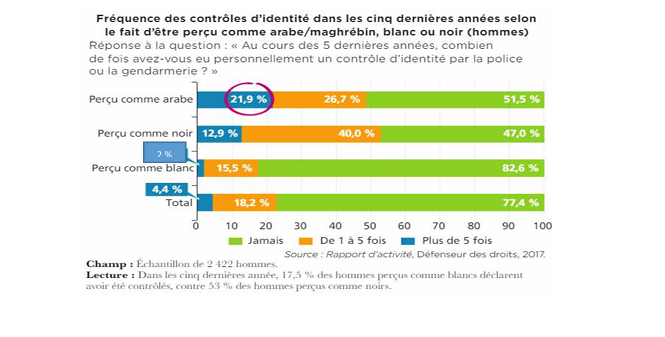 Fréquence des contrôles d'identité dans les cinq dernières années selon
le fait d'être perçu comme arabe/maghrébin, blanc ou noir (hommes)
Réponse à la question : « Au cours des 5 dernières années, combien
de fois avez-vous eu personnellement un contrôle d'identité par la police
ou la gendarmerie ? »
Perçu comme arabe 21,9 % 26,7 % 51,5 %
Perçu comme noir 12,9 % 40,0 % 47,0 %
2 %
Perçu comme blanc 15,5 % 82,6 %
4,4 %
Total 18,2 % 77,4 %
0 10 20 30 40 50 60 70 80 90 100
Jamais De 1 à 5 fois Plus de 5 fois
Source : Rapport d'activité, Défenseur des droits, 2017.
Champ : Échantillon de 2 422 hommes.
Lecture : Dans les cinq dernières année, 17,5 % des hommes perçus comme blancs déclarent
avoir été contrôlés, contre 53 % des hommes perçus comme noirs.